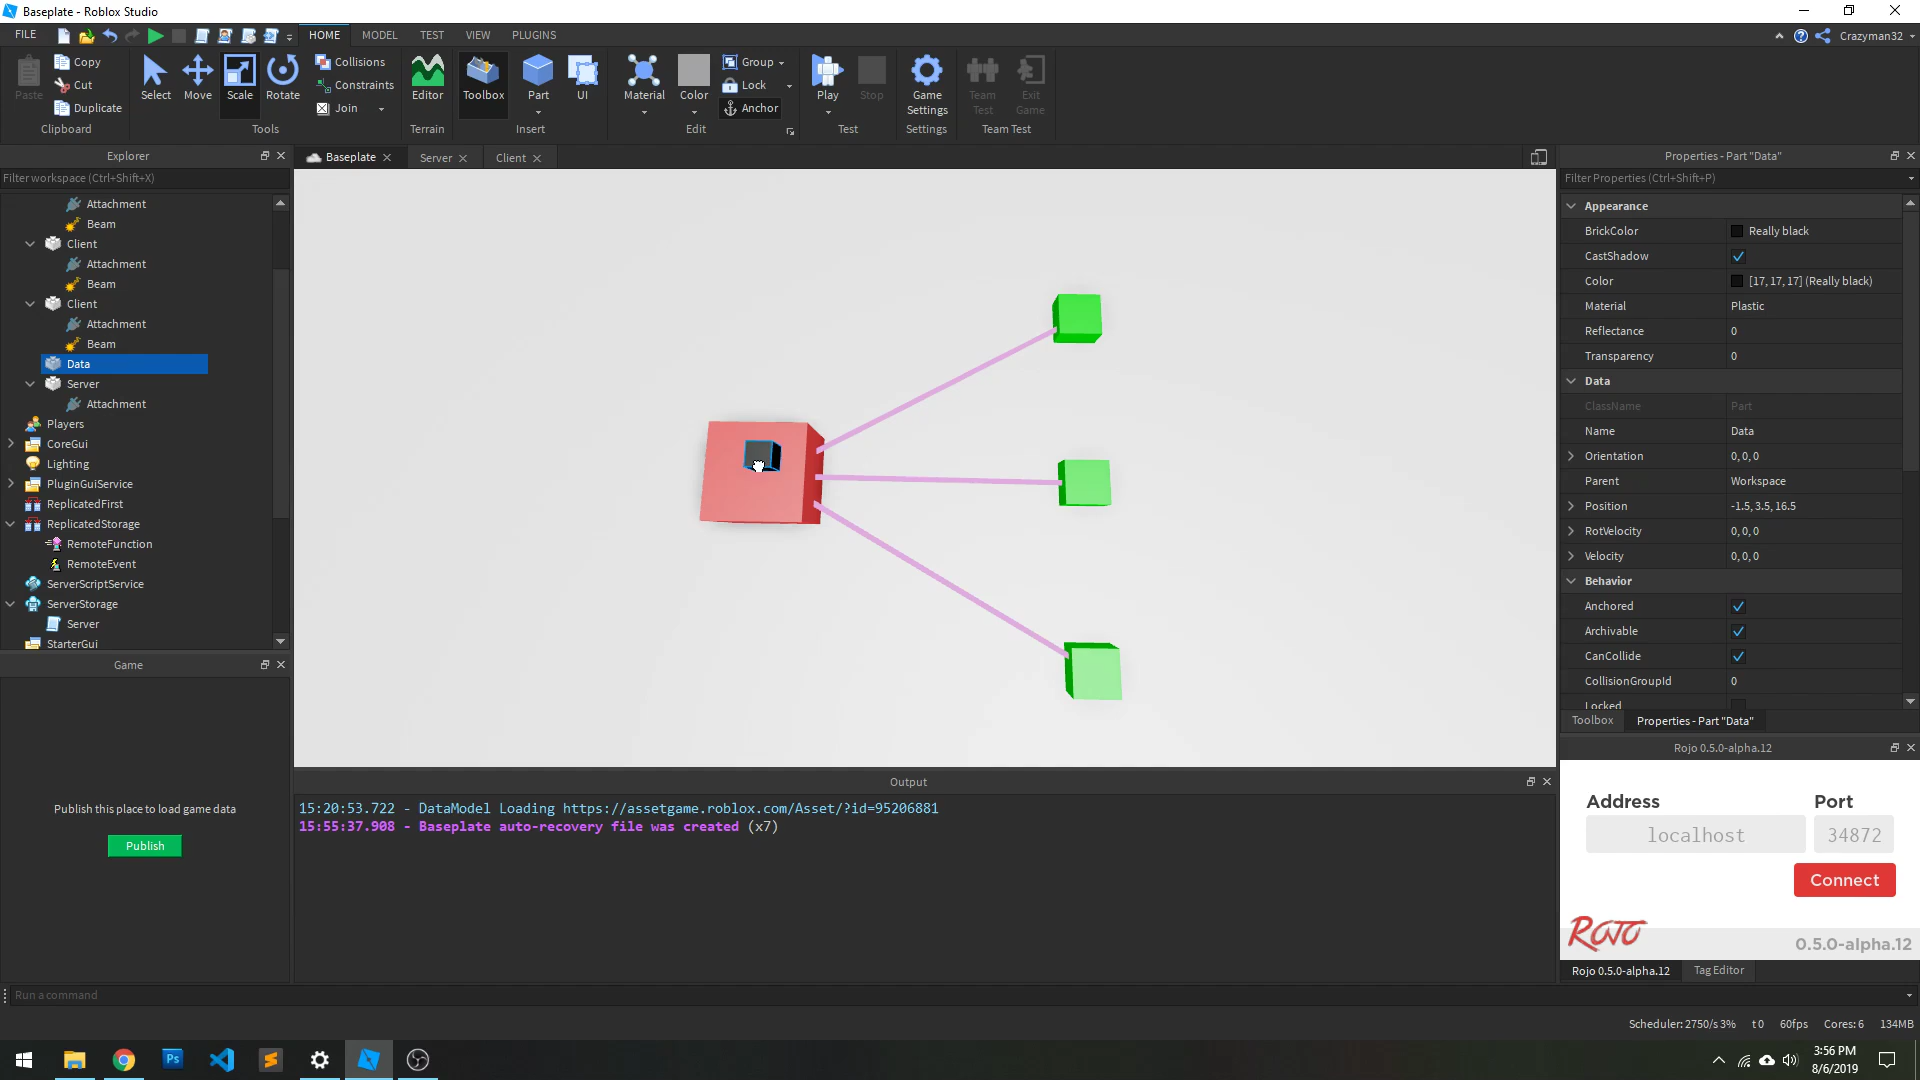 Baseplate - Roblox Studio
FILE
HOME
MODEL
TEST
VIEW
PLUGINS
Crazyman32
Paste
Copy
Cut
Duplicate
Clipboard
Select
Move
Scale
Rotate
Collisions
Constraints
Join
Tools
Editor
Terrain
Toolbox
Part
UI
Insert
Material
Color
Group
Lock
Anchor
Edit
Play
Stop
Test
Game
Settings
Settings
Team
Test
Exit
Game
Team Test
Explorer
Filter workspace (Ctrl+Shift+X)
Attachment
Beam
Client
Attachment
Beam
Client
Attachment
Beam
Data
Server
Attachment
Players
CoreGui
Lighting
PluginGuiService
ReplicatedFirst
ReplicatedStorage
RemoteFunction
RemoteEvent
ServerScriptService
ServerStorage
Server
StarterGui
Game
Publish this place to load game data
Publish
Baseplate
Server
Client
Output
15:20:53.722 - DataModel Loading https://assetgame.roblox.com/Asset/?id=95206881
15:55:37.908 - Baseplate auto-recovery file was created (x7)
Properties - Part "Data"
Filter Properties (Ctrl+Shift+P)
Appearance
BrickColor Really black
CastShadow
Color [17, 17, 17] (Really black)
Material Plastic
Reflectance 0
Transparency 0
Data
ClassName Part
Name Data
Orientation 0, 0, 0
Parent Workspace
Position -1.5, 3.5, 16.5
RotVelocity 0, 0, 0
Velocity 0, 0, 0
Behavior
Anchored
Archivable
CanCollide
CollisionGroupId 0
Locked
Toolbox
Properties - Part "Data"
Rojo 0.5.0-alpha.12
Address Port
localhost 34872
Connect
ROJO
0.5.0-alpha.12
Rojo 0.5.0-alpha.12
Tag Editor
Run a command
Scheduler: 2750/s 3% t 0 60fps Cores: 6 134MB
Ps
3:56 PM
8/6/2019